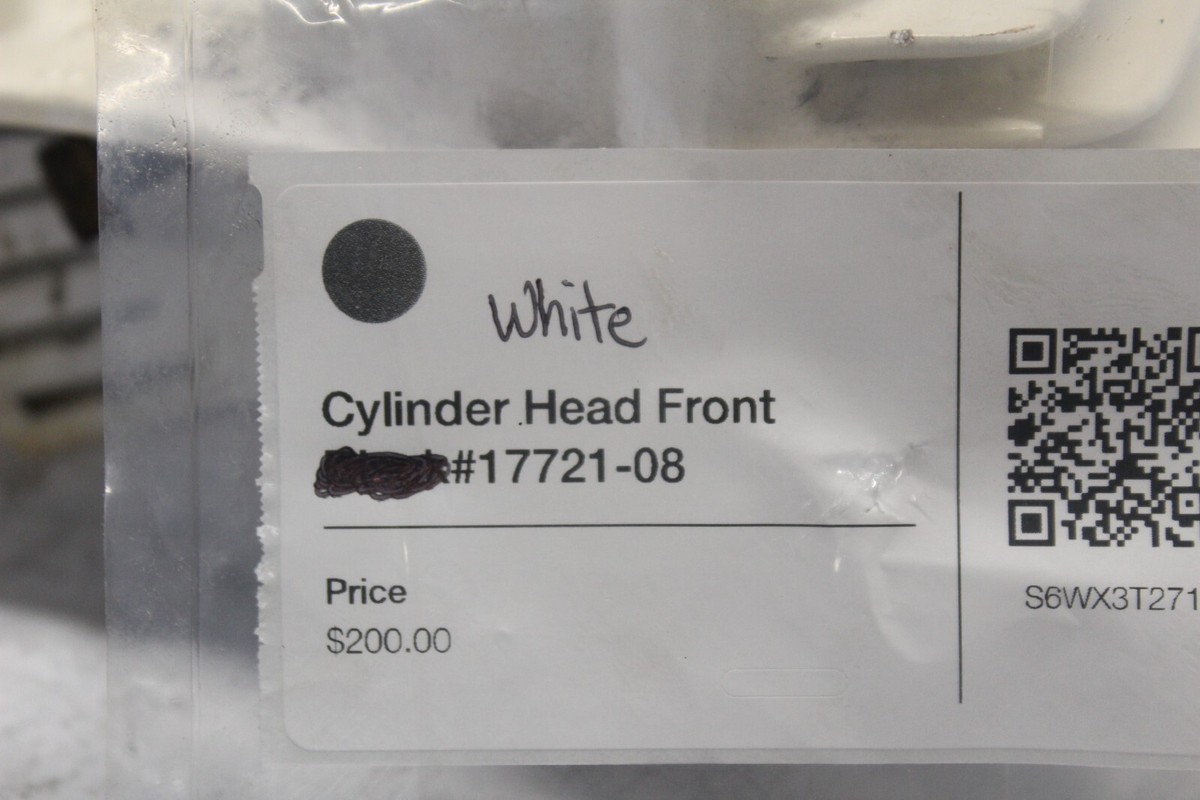 White
Cylinder Head Front
#17721-08
Price
$200.00
S6WX3T271